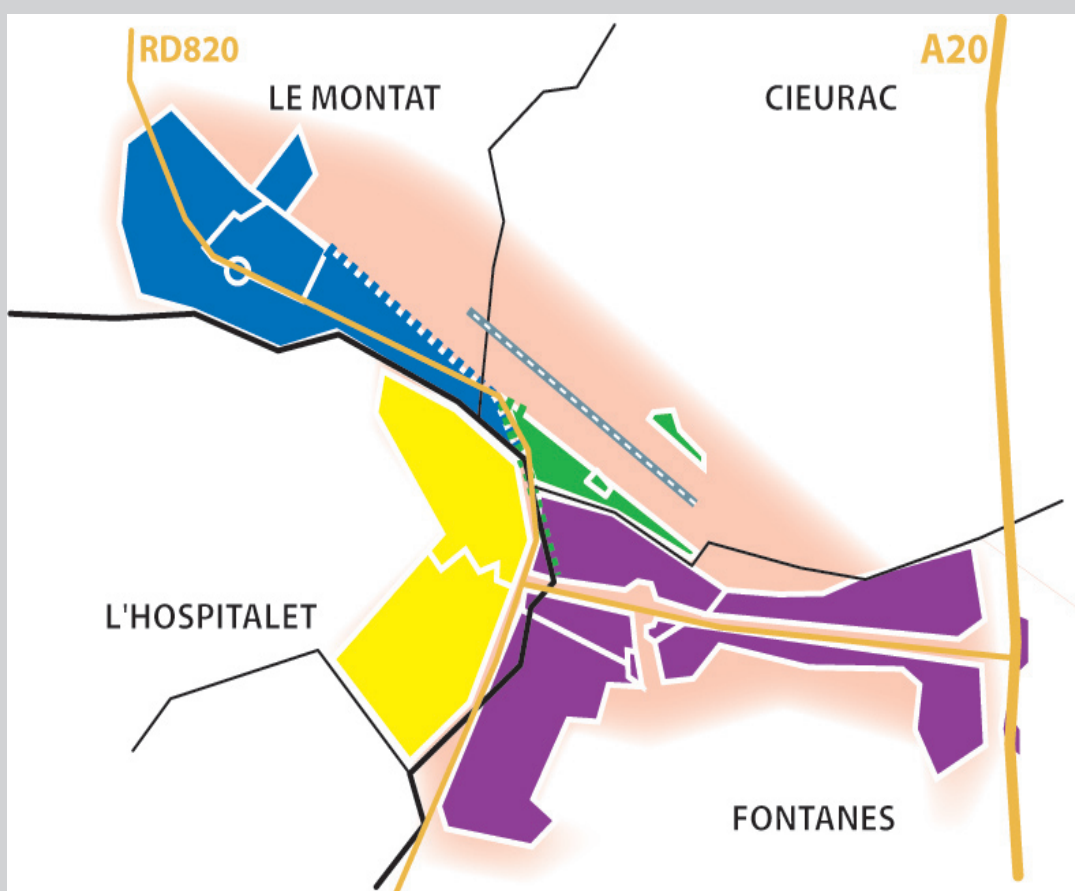 RD820
A20
LE MONTAT
CIEURAC
L'HOSPITALET
FONTANES